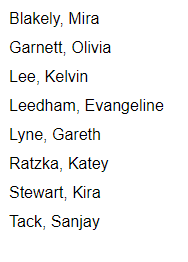 Blakely, Mira
Garnett, Olivia
Lee, Kelvin
Leedham, Evangeline
Lyne, Gareth
Ratzka, Katey
Stewart, Kira
Tack, Sanjay